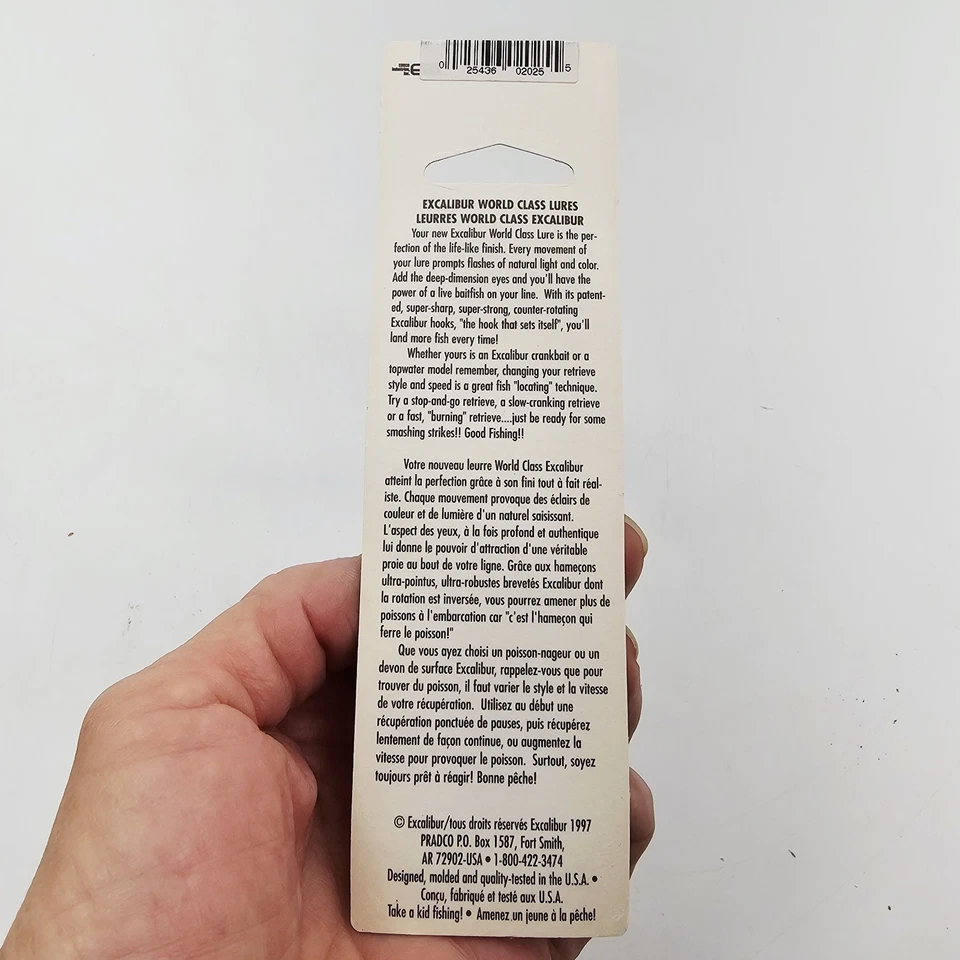 0 25436 02025 5
EXCALIBUR WORLD CLASS LURES
LEURRES WORLD CLASS EXCALIBUR
Your new Excalibur World Class Lure is the per-
fection of the life-like finish. Every movement of
your lure prompts flashes of natural light and color.
Add the deep-dimension eyes and you'll have the
power of a live baitfish on your line. With its patent-
ed, super-sharp, super-strong, counter-rotating
Excalibur hooks, "the hook that sets itself", you'll
land more fish every time!
Whether yours is an Excalibur crankbait or a
topwater model remember, changing your retrieve
style and speed is a great fish "locating" technique.
Try a stop-and-go retrieve, a slow-cranking retrieve
or a fast, "burning" retrieve....just be ready for some
smashing strikes!! Good Fishing!!
Votre nouveau leurre World Class Excalibur
atteint la perfection grâce à son fini tout à fait réal-
iste. Chaque mouvement provoque des éclairs de
couleur et de lumière d'un naturel saisissant.
L'aspect des yeux, à la fois profond et authentique
lui donne le pouvoir d'attraction d'une véritable
proie au bout de votre ligne. Grâce aux hameçons
ultra-pointus, ultra-robustes brevetés Excalibur dont
la rotation est inversée, vous pourrez amener plus de
poissons à l'embarcation car "c'est l'hameçon qui
ferre le poisson!"
Que vous ayez choisi un poisson-nageur ou un
devon de surface Excalibur, rappelez-vous que pour
trouver du poisson, il faut varier le style et la vitesse
de votre récupération. Utilisez au début une
récupération ponctuée de pauses, puis récupérez
lentement de façon continue, ou augmentez la
vitesse pour provoquer le poisson. Surtout, soyez
toujours prêt à réagir! Bonne pêche!
© Excalibur/tous droits réservés Excalibur 1997
PRADCO P.O. Box 1587, Fort Smith,
AR 72902-USA • 1-800-422-3474
Designed, molded and quality-tested in the U.S.A. •
Conçu, fabriqué et testé aux U.S.A.
Take a kid fishing! • Amenez un jeune à la pêche!